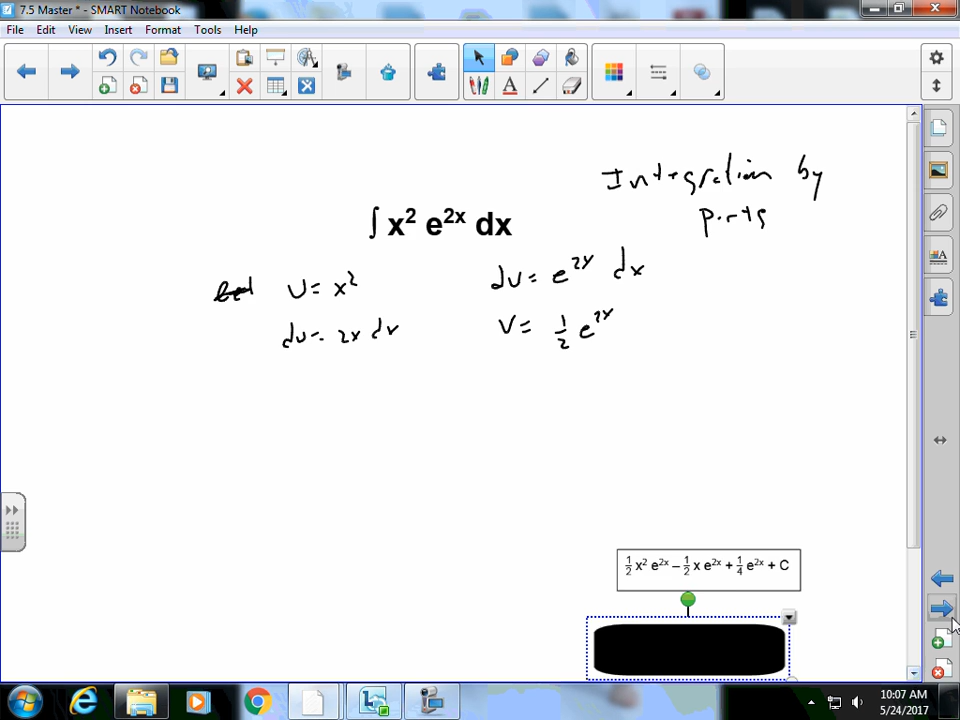 7.5 Master * - SMART Notebook
File Edit View Insert Format Tools Help
Integration by
parts
∫ x² e²ˣ dx
u = x² dv = e²ˣ dx
du = 2x dx v = ½ e²ˣ
½ x² e²ˣ – ½ x e²ˣ + ¼ e²ˣ + C
10:07 AM
5/24/2017